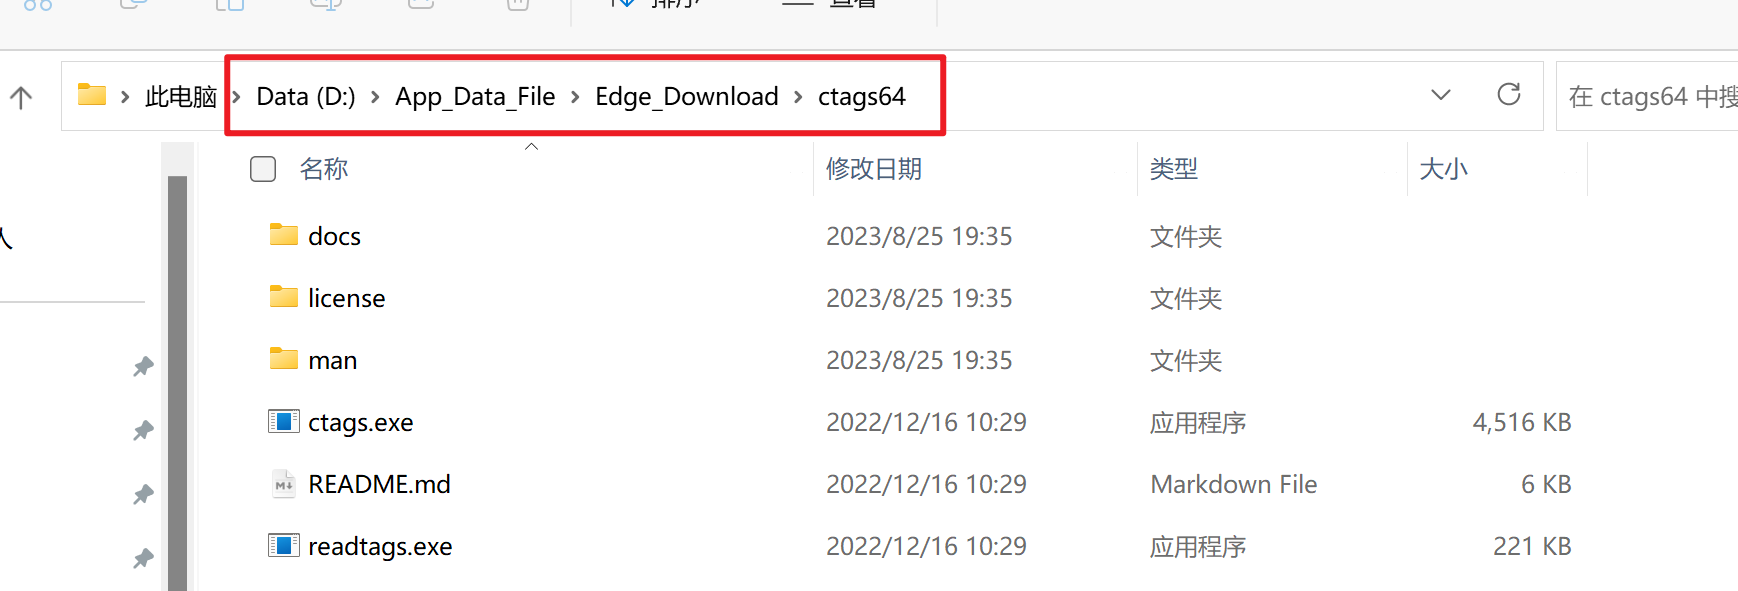 排序 查看
此电脑 Data (D:) App_Data_File Edge_Download ctags64 在 ctags64 中搜
名称 修改日期 类型 大小
docs 2023/8/25 19:35 文件夹
license 2023/8/25 19:35 文件夹
man 2023/8/25 19:35 文件夹
ctags.exe 2022/12/16 10:29 应用程序 4,516 KB
README.md 2022/12/16 10:29 Markdown File 6 KB
readtags.exe 2022/12/16 10:29 应用程序 221 KB